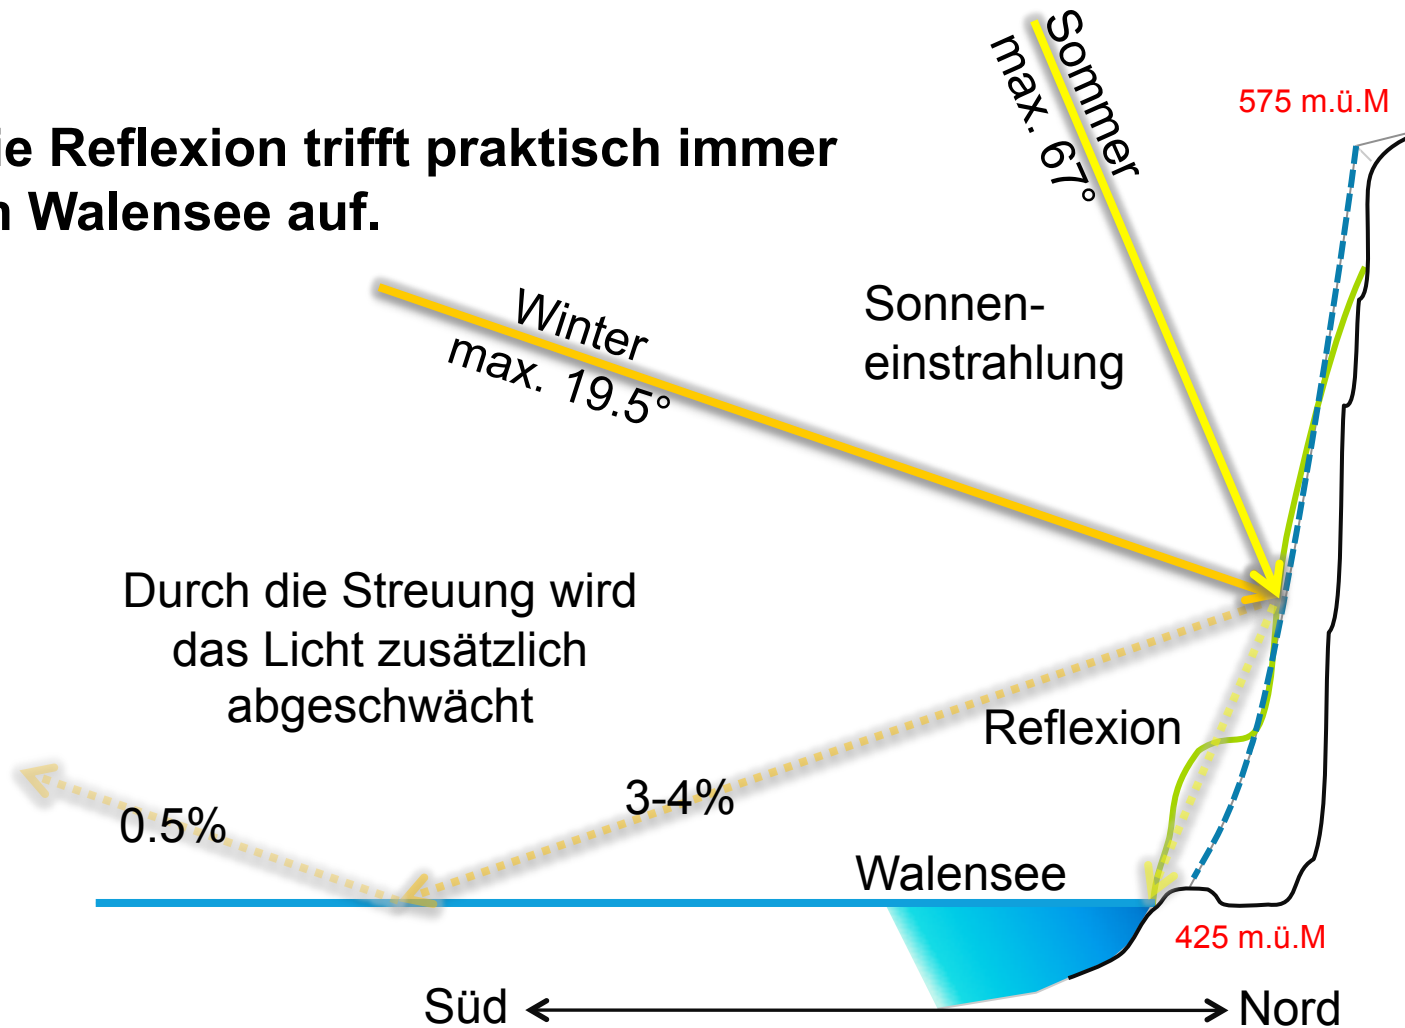 ie Reflexion trifft praktisch immer
n Walensee auf.
Sommer
max. 67°
575 m.ü.M
Winter
max. 19.5°
Sonnen-
einstrahlung
Durch die Streuung wird
das Licht zusätzlich
abgeschwächt
Reflexion
3-4%
0.5%
Walensee
425 m.ü.M
Süd
Nord